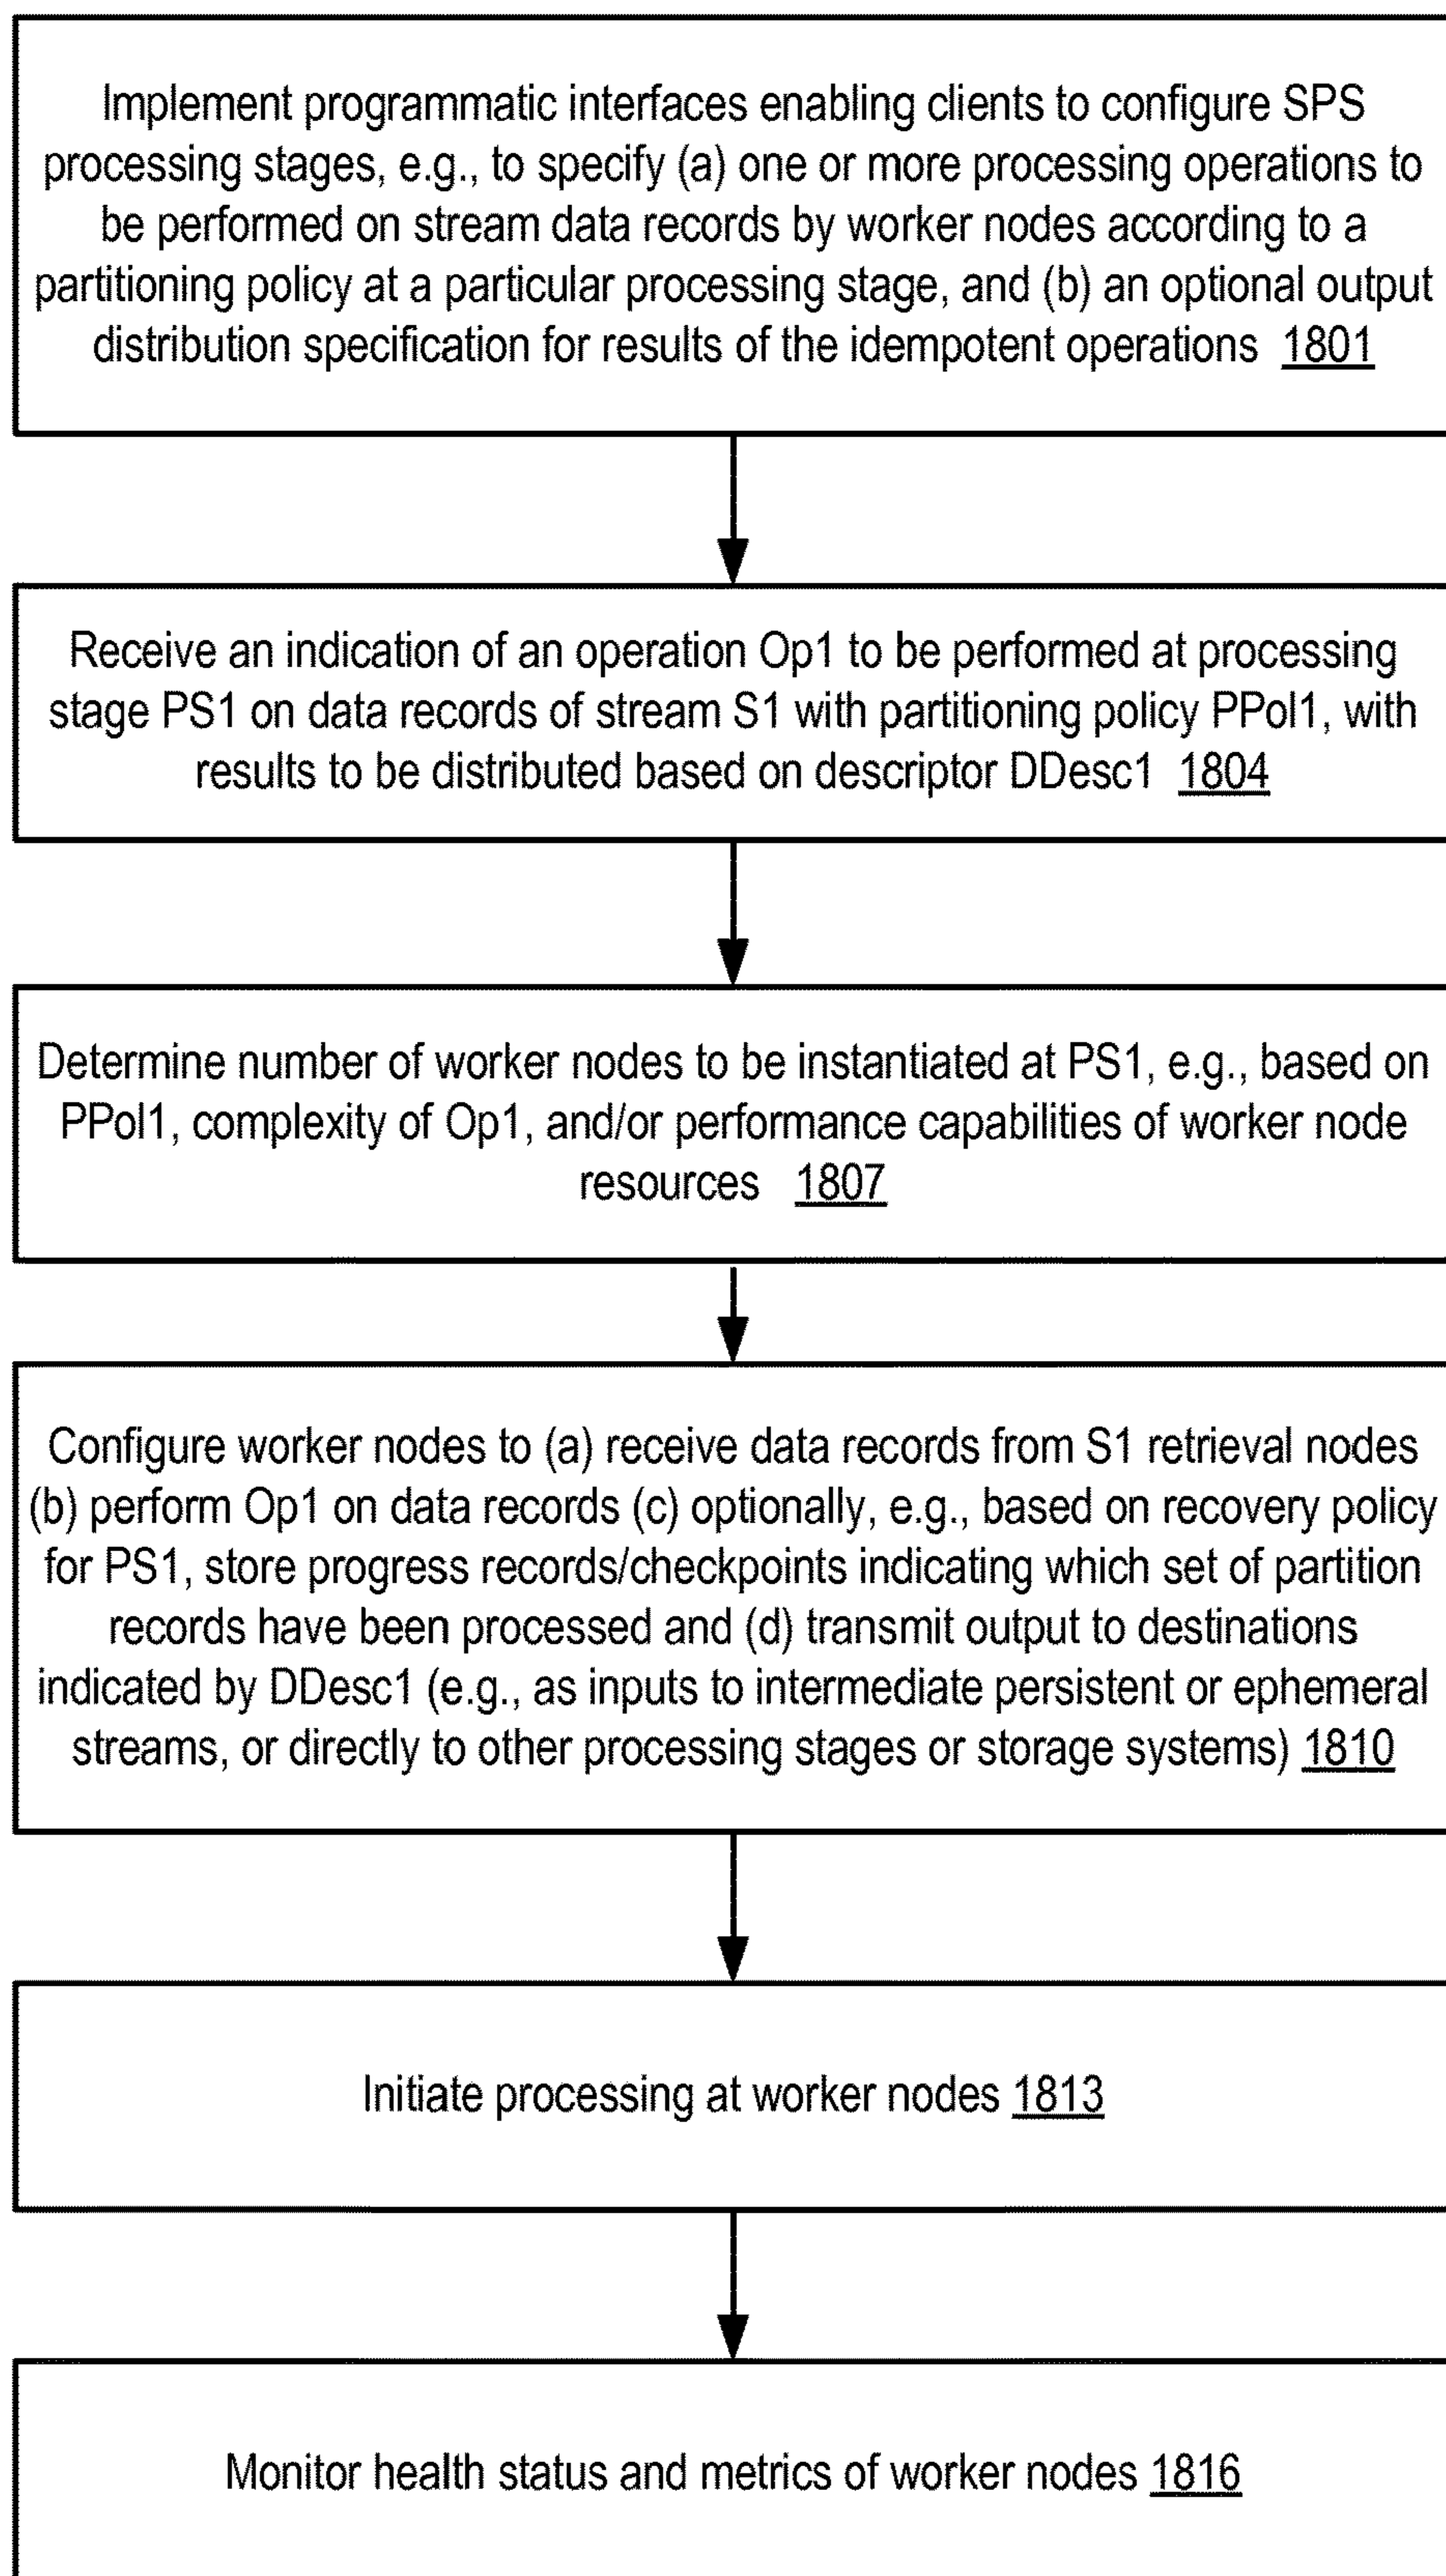 Implement programmatic interfaces enabling clients to configure SPS
processing stages, e.g., to specify (a) one or more processing operations to
be performed on stream data records by worker nodes according to a
partitioning policy at a particular processing stage, and (b) an optional output
distribution specification for results of the idempotent operations 1801
Receive an indication of an operation Op1 to be performed at processing
stage PS1 on data records of stream S1 with partitioning policy PPol1, with
results to be distributed based on descriptor DDesc1 1804
Determine number of worker nodes to be instantiated at PS1, e.g., based on
PPol1, complexity of Op1, and/or performance capabilities of worker node
resources 1807
Configure worker nodes to (a) receive data records from S1 retrieval nodes
(b) perform Op1 on data records (c) optionally, e.g., based on recovery policy
for PS1, store progress records/checkpoints indicating which set of partition
records have been processed and (d) transmit output to destinations
indicated by DDesc1 (e.g., as inputs to intermediate persistent or ephemeral
streams, or directly to other processing stages or storage systems) 1810
Initiate processing at worker nodes 1813
Monitor health status and metrics of worker nodes 1816